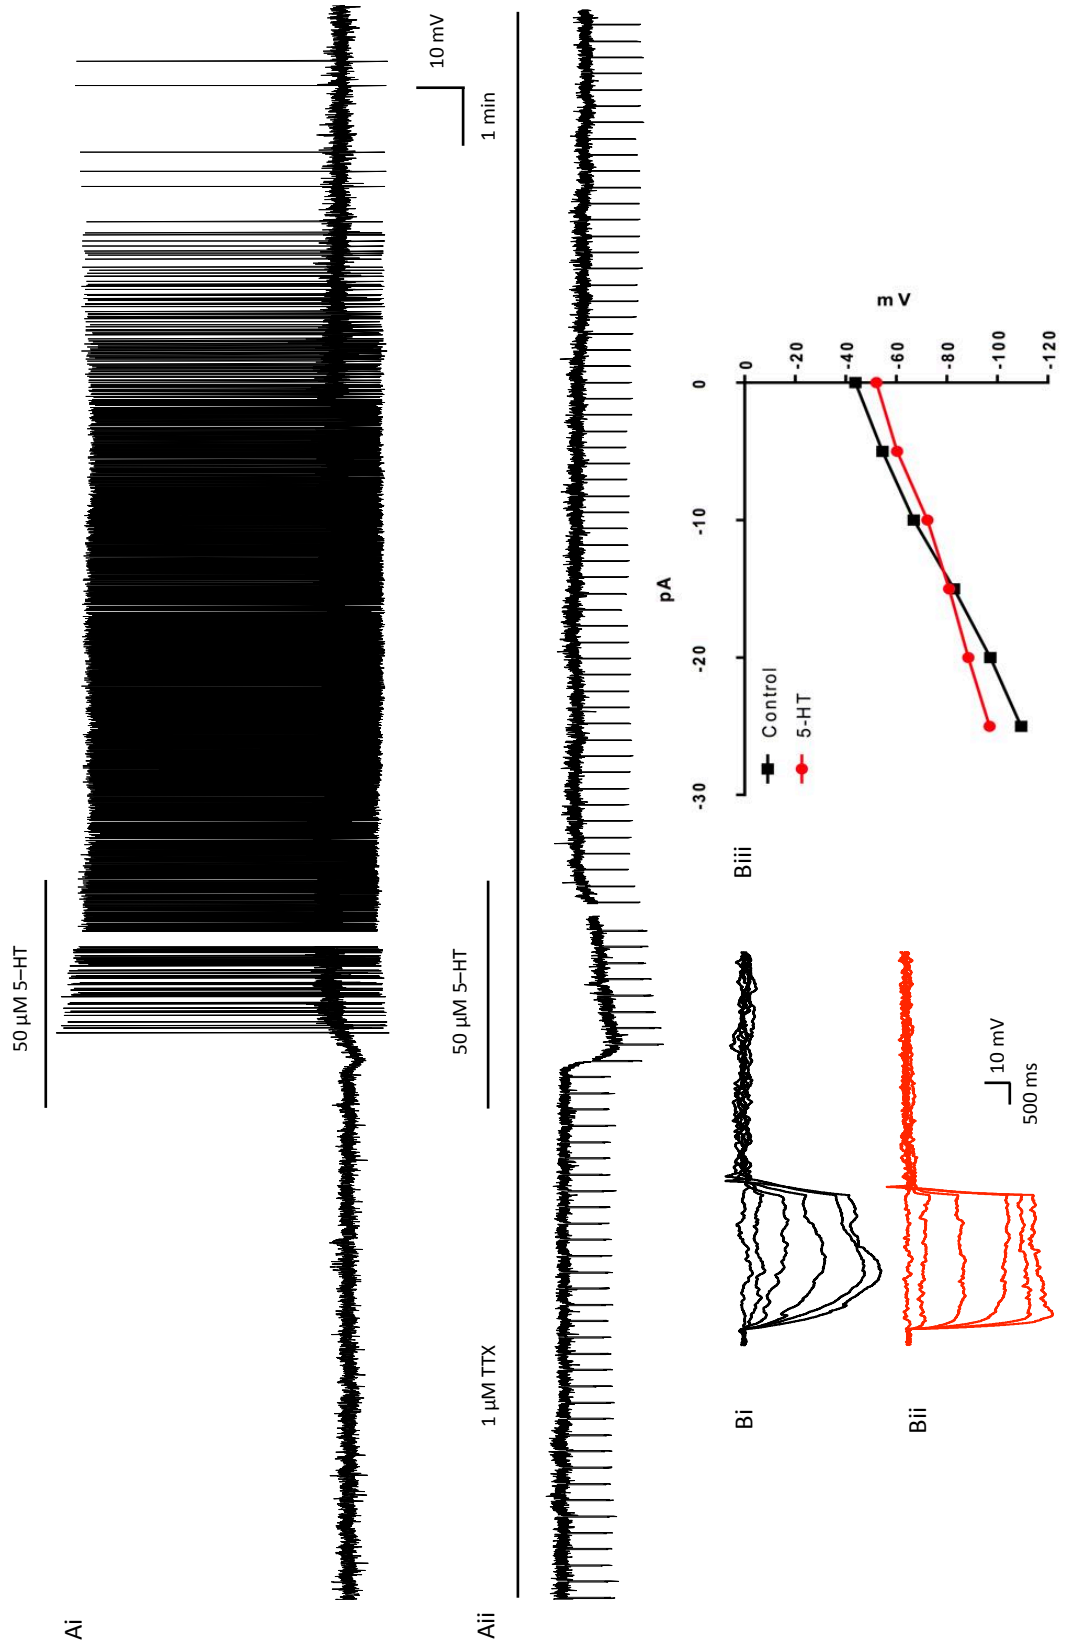 Ai
50 µM 5–HT
10 mV
1 min
Aii
1 µM TTX
50 µM 5–HT
Bi
Bii
10 mV
500 ms
Biii
pA
-30
-20
-10
0
mV
0
-20
-40
-60
-80
-100
-120
Control
5-HT